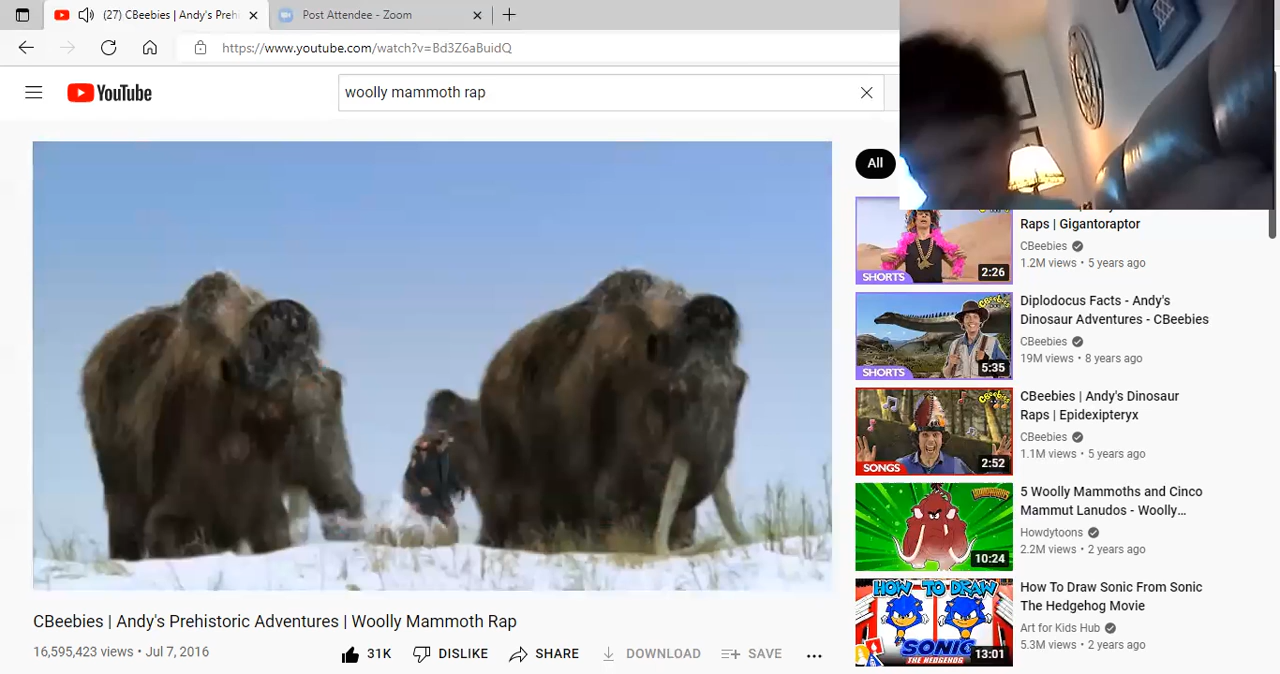 (27) CBeebies | Andy's Preh
Post Attendee - Zoom
https://www.youtube.com/watch?v=Bd3Z6aBuidQ
YouTube
woolly mammoth rap
All
Raps | Gigantoraptor
CBeebies
1.2M views • 5 years ago
SHORTS
2:26
Diplodocus Facts - Andy's
Dinosaur Adventures - CBeebies
CBeebies
19M views • 8 years ago
SHORTS
5:35
CBeebies | Andy's Dinosaur
Raps | Epidexipteryx
CBeebies
1.1M views • 5 years ago
SONGS
2:52
5 Woolly Mammoths and Cinco
Mammut Lanudos - Woolly...
Howdytoons
2.2M views • 2 years ago
10:24
HOW TO DRAW
SONIC
THE HEDGEHOG
13:01
How To Draw Sonic From Sonic
The Hedgehog Movie
Art for Kids Hub
5.3M views • 2 years ago
CBeebies | Andy's Prehistoric Adventures | Woolly Mammoth Rap
16,595,423 views • Jul 7, 2016
31K
DISLIKE
SHARE
DOWNLOAD
SAVE